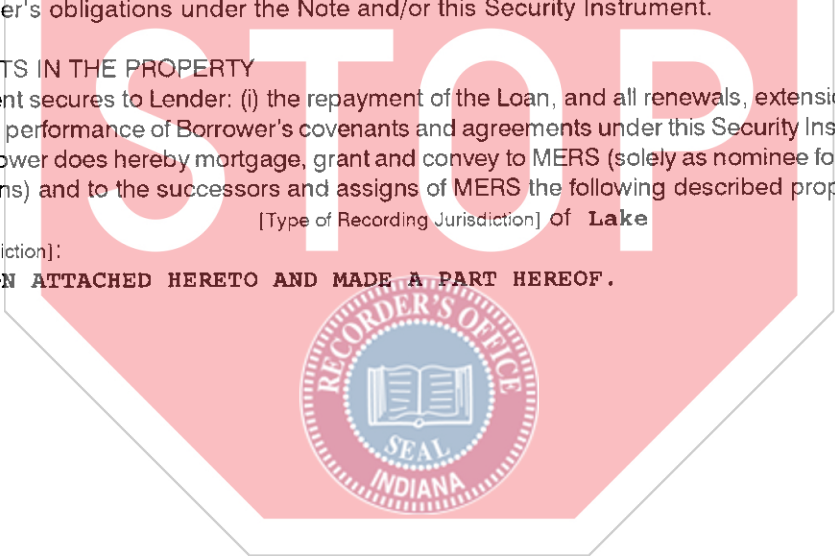 er's obligations under the Note and/or this Security Instrument.
TS IN THE PROPERTY
nt secures to Lender: (i) the repayment of the Loan, and all renewals, extensi
performance of Borrower's covenants and agreements under this Security Ins
ower does hereby mortgage, grant and convey to MERS (solely as nominee fo
ns) and to the successors and assigns of MERS the following described prop
[Type of Recording Jurisdiction] of Lake
iction]:
N ATTACHED HERETO AND MADE A PART HEREOF.
STOP
RECORDER'S OFFICE
SEAL
INDIANA